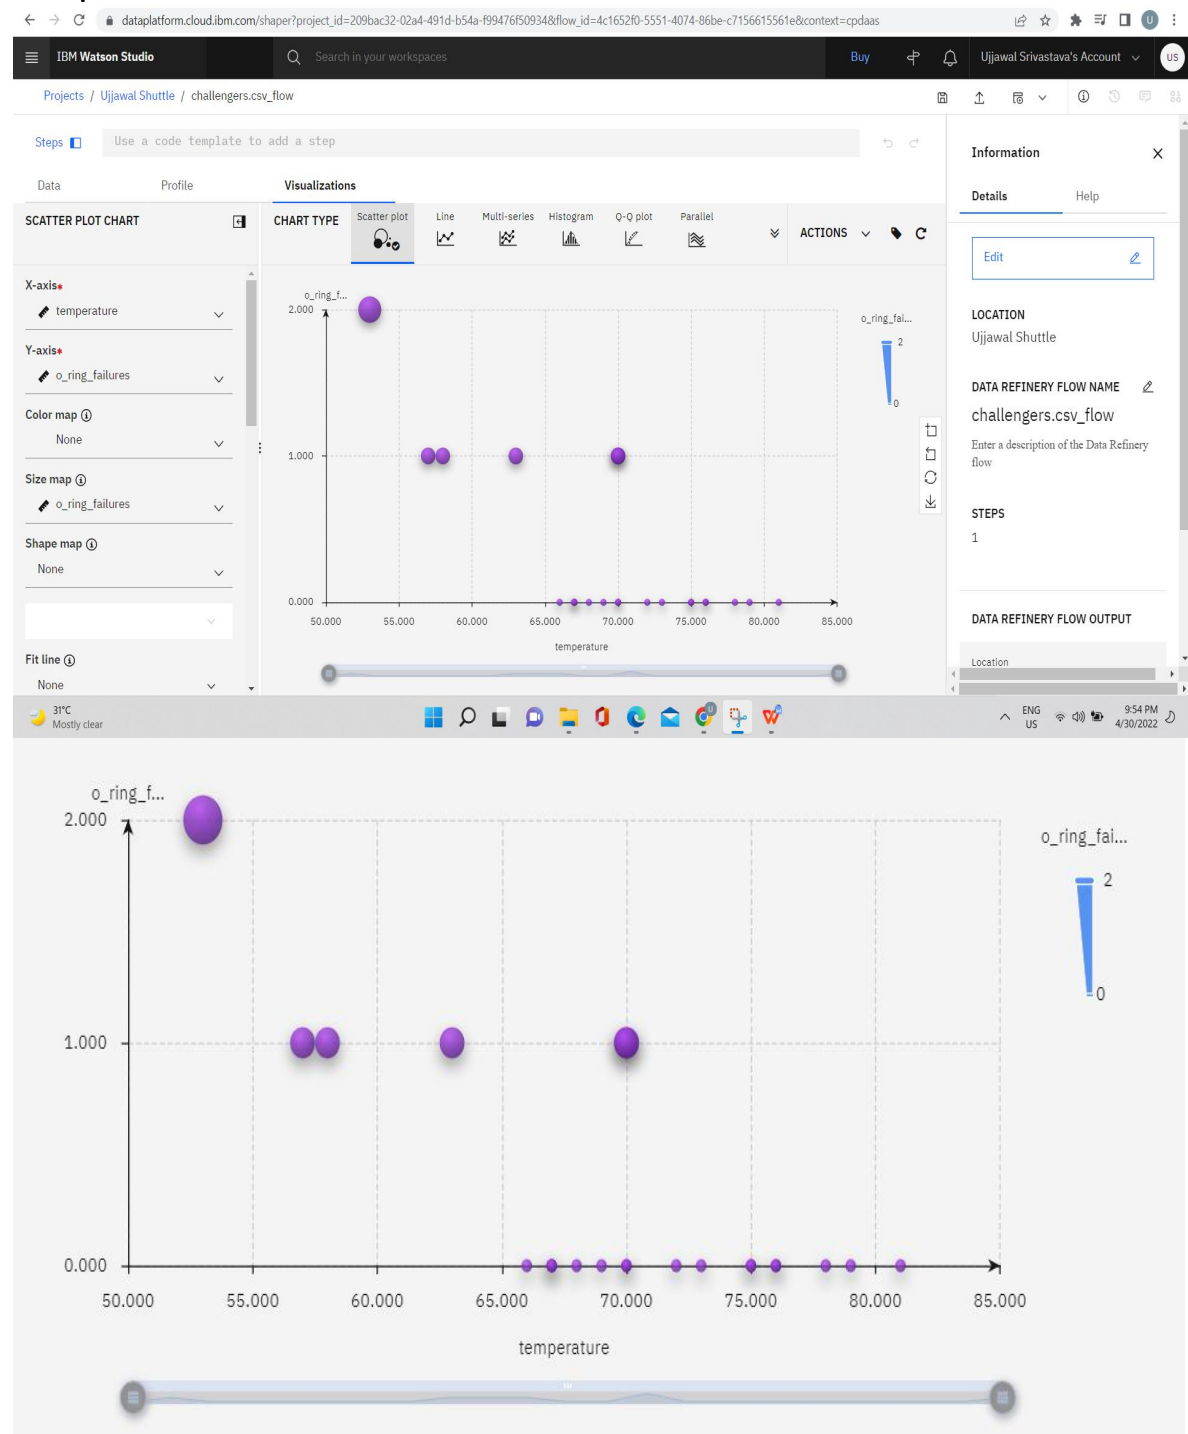 dataplatform.cloud.ibm.com/shaper?project_id=209bac32-02a4-491d-b54a-f99476f50934&flow_id=4c1652f0-5551-4074-86be-c7156615561e&context=cpdaas
U
IBM Watson Studio
Search in your workspaces
Buy
Ujjawal Srivastava's Account
US
Projects / Ujjawal Shuttle / challengers.csv_flow
Steps
Use a code template to add a step
Data
Profile
Visualizations
SCATTER PLOT CHART
CHART TYPE
Scatter plot
Line
Multi-series
Histogram
Q-Q plot
Parallel
ACTIONS
X-axis*
temperature
Y-axis*
o_ring_failures
Color map
None
Size map
o_ring_failures
Shape map
None
Fit line
None
o_ring_f...
2.000
1.000
0.000
50.000
55.000
60.000
65.000
70.000
75.000
80.000
85.000
temperature
o_ring_fai...
2
0
Information
Details
Help
Edit
LOCATION
Ujjawal Shuttle
DATA REFINERY FLOW NAME
challengers.csv_flow
Enter a description of the Data Refinery
flow
STEPS
1
DATA REFINERY FLOW OUTPUT
Location
31°C
Mostly clear
ENG
US
9:54 PM
4/30/2022
o_ring_f...
2.000
1.000
0.000
50.000
55.000
60.000
65.000
70.000
75.000
80.000
85.000
temperature
o_ring_fai...
2
0